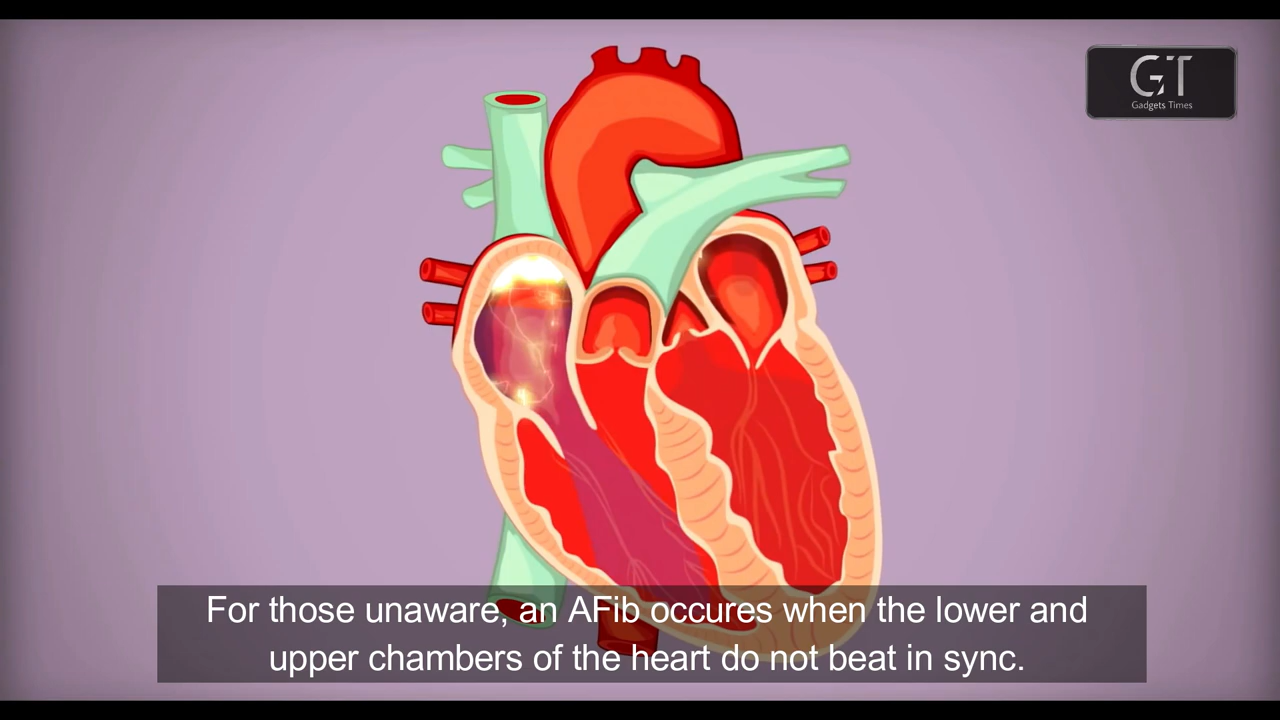 GT
Gadgets Times
For those unaware, an AFib occures when the lower and
upper chambers of the heart do not beat in sync.